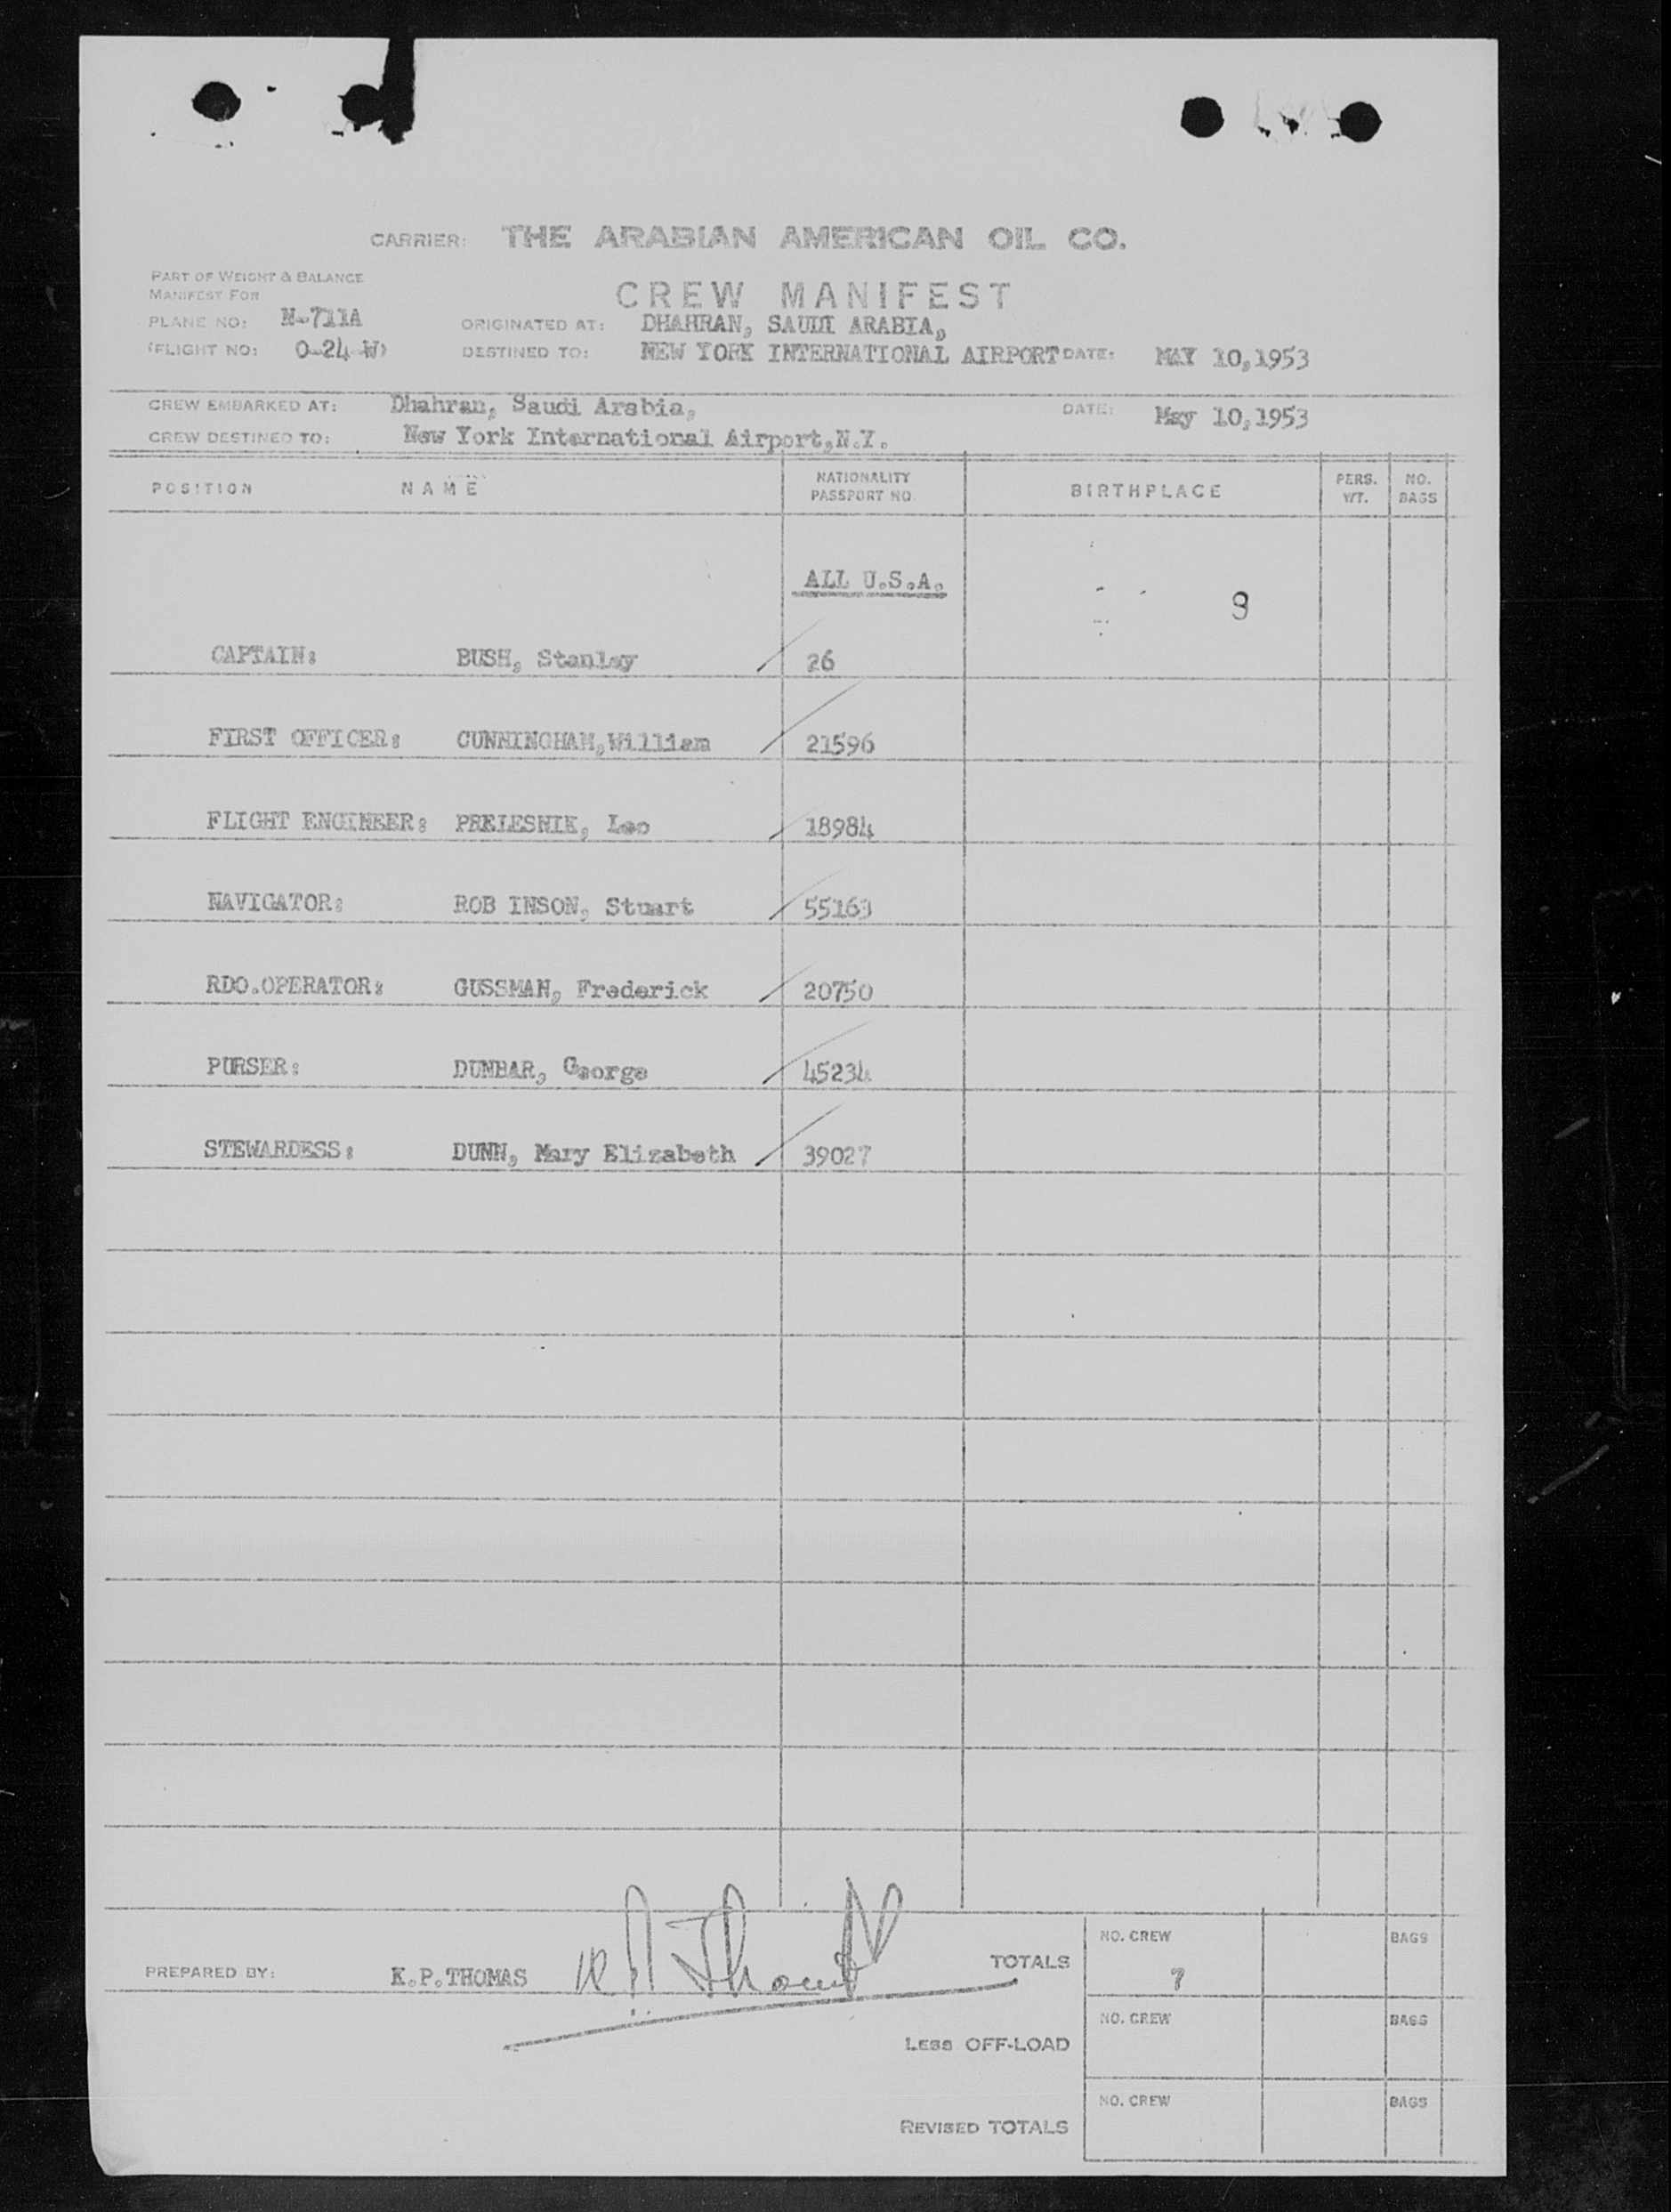 CARRIER: THE ARABIAN AMERICAN OIL CO.
PART OF WEIGHT & BALANCE
MANIFEST FOR
CREW MANIFEST
PLANE NO: N-711A
ORIGINATED AT: DHAHRAN, SAUDI ARABIA,
(FLIGHT NO: O-24-W)
DESTINED TO: NEW YORK INTERNATIONAL AIRPORT DATE: MAY 10,1953
CREW EMBARKED AT: Dhahran, Saudi Arabia, DATE: May 10,1953
CREW DESTINED TO: New York International Airport,N.Y.
POSITION NAME NATIONALITY PASSPORT NO. BIRTHPLACE PERS. WT. NO. BAGS
ALL U.S.A.
9
CAPTAIN: BUSH, Stanley 26
FIRST OFFICER: CUNNINGHAM,William 21596
FLIGHT ENGINEER: PRELESNIK, Leo 18984
NAVIGATOR: ROB INSON, Stuart 55163
RDO.OPERATOR: GUSSMAN, Frederick 20750
PURSER: DUNBAR, George 45234
STEWARDESS: DUNN, Mary Elizabeth 39027
NO. CREW BAGS
PREPARED BY: K.P.THOMAS K P Thomas TOTALS 7
NO. CREW BAGS
LESS OFF-LOAD
NO. CREW BAGS
REVISED TOTALS